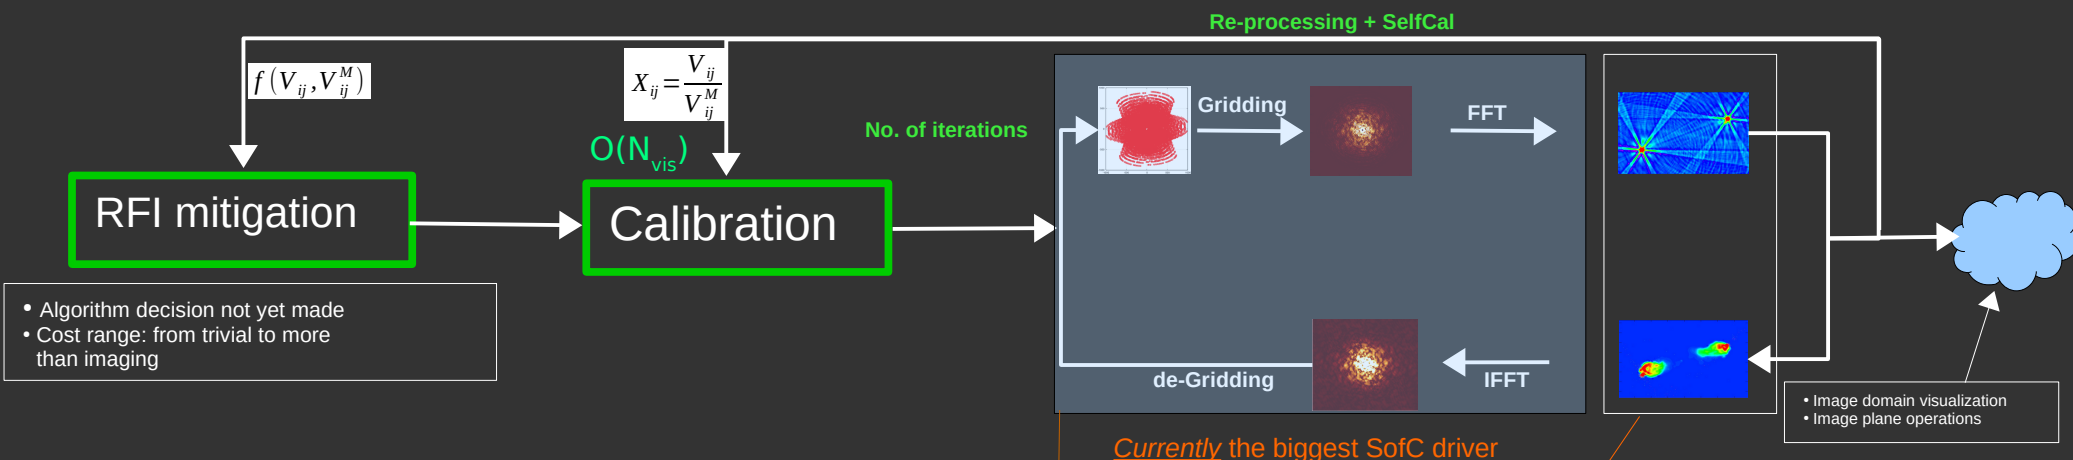 Re-processing + SelfCal
f(V_ij, V_ij^M)
X_ij = V_ij / V_ij^M
O(N_vis)
No. of iterations
Gridding
FFT
RFI mitigation
Calibration
• Algorithm decision not yet made
• Cost range: from trivial to more
than imaging
de-Gridding
IFFT
• Image domain visualization
• Image plane operations
Currently the biggest SofC driver